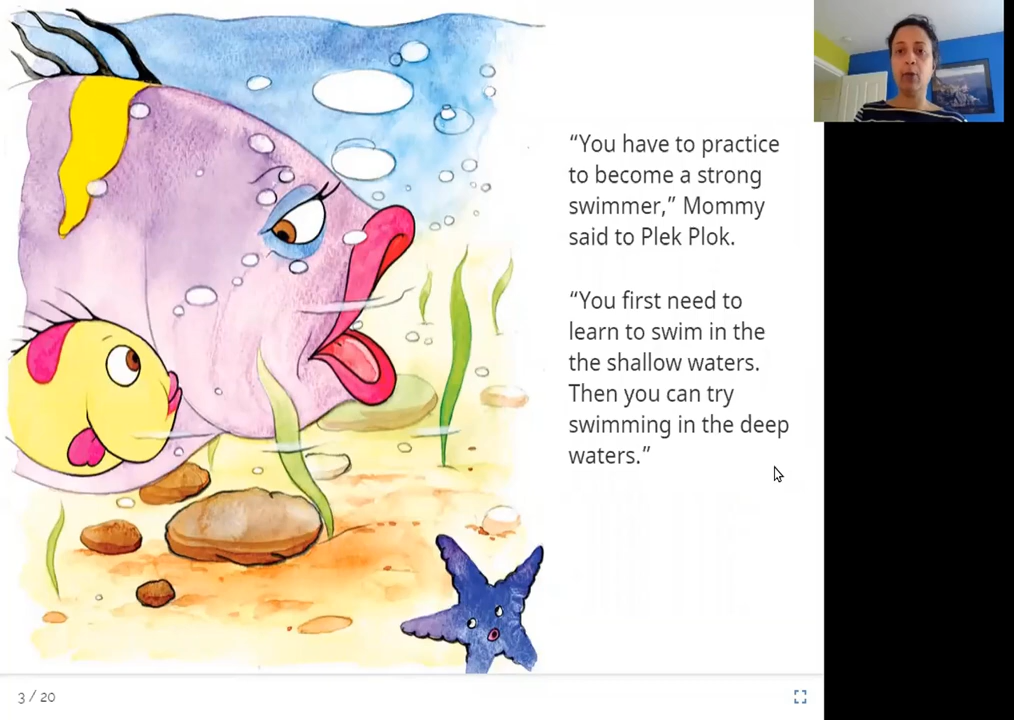 “You have to practice
to become a strong
swimmer,” Mommy
said to Plek Plok.
“You first need to
learn to swim in the
the shallow waters.
Then you can try
swimming in the deep
waters.”
3 / 20